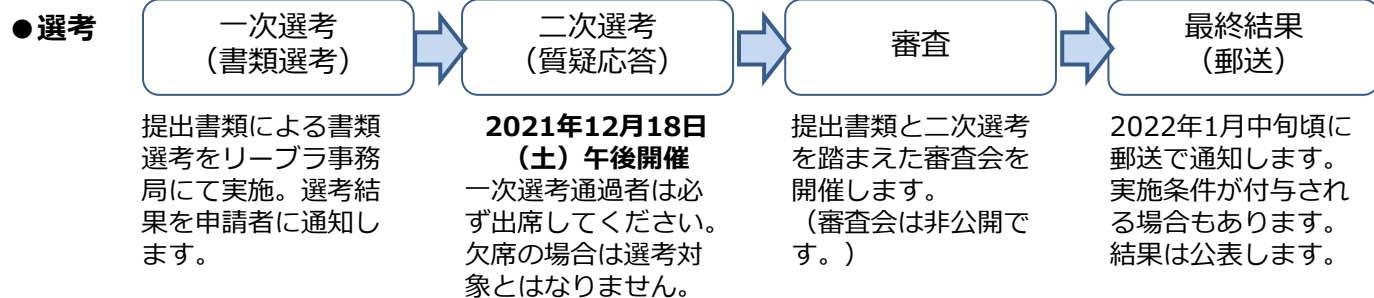 ●選考
一次選考
（書類選考）
提出書類による書類
選考をリーブラ事務
局にて実施。選考結
果を申請者に通知し
ます。
二次選考
（質疑応答）
2021年12月18日
（土）午後開催
一次選考通過者は必
ず出席してください。
欠席の場合は選考対
象とはなりません。
審査
提出書類と二次選考
を踏まえた審査会を
開催します。
（審査会は非公開で
す。）
最終結果
（郵送）
2022年1月中旬頃に
郵送で通知します。
実施条件が付与され
る場合もあります。
結果は公表します。